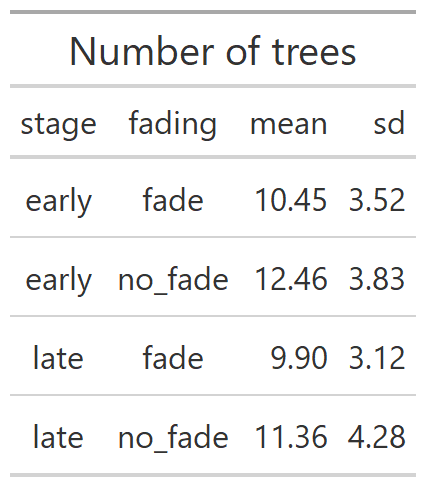 Number of trees
stage fading mean sd
early fade 10.45 3.52
early no_fade 12.46 3.83
late fade 9.90 3.12
late no_fade 11.36 4.28